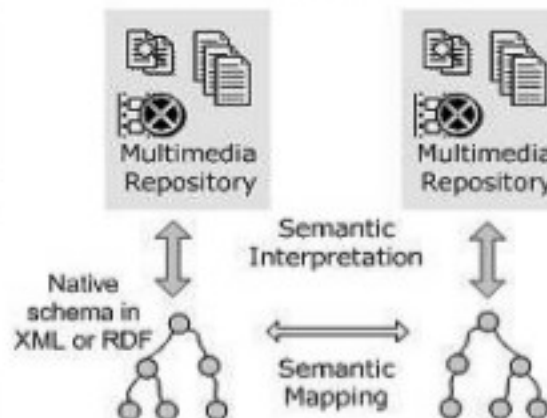 Multimedia
Repository
Multimedia
Repository
Semantic
Interpretation
Native
schema in
XML or RDF
Semantic
Mapping